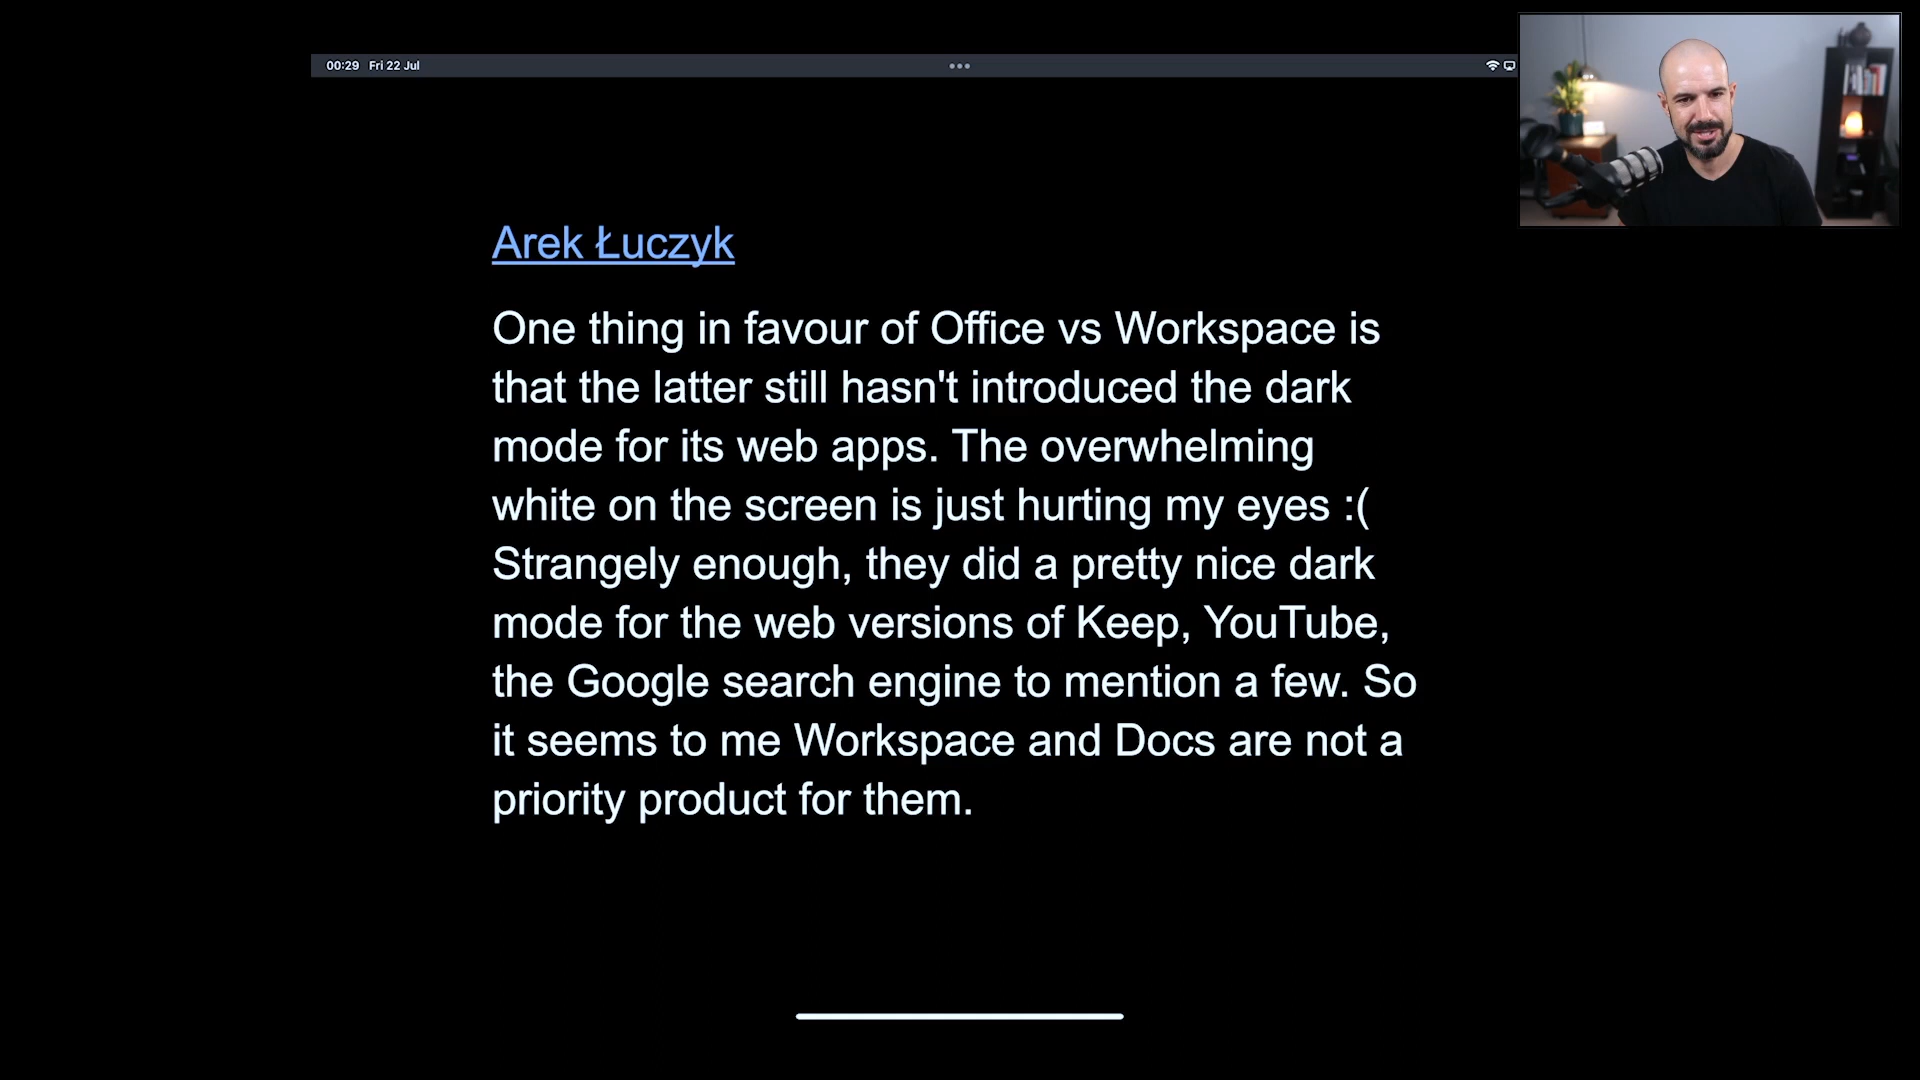 00:29 Fri 22 Jul
Arek Łuczyk
One thing in favour of Office vs Workspace is
that the latter still hasn't introduced the dark
mode for its web apps. The overwhelming
white on the screen is just hurting my eyes :(
Strangely enough, they did a pretty nice dark
mode for the web versions of Keep, YouTube,
the Google search engine to mention a few. So
it seems to me Workspace and Docs are not a
priority product for them.